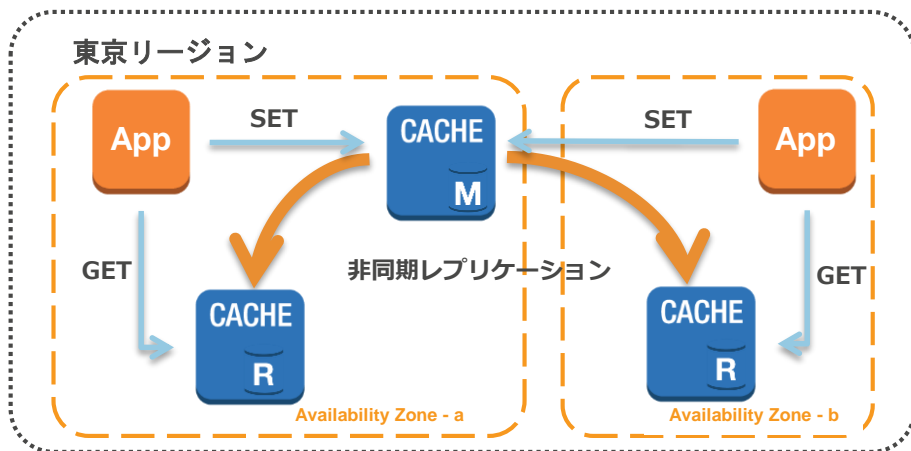 東京リージョン
App
SET
CACHE
M
SET
App
GET
非同期レプリケーション
GET
CACHE
R
CACHE
R
Availability Zone - a
Availability Zone - b